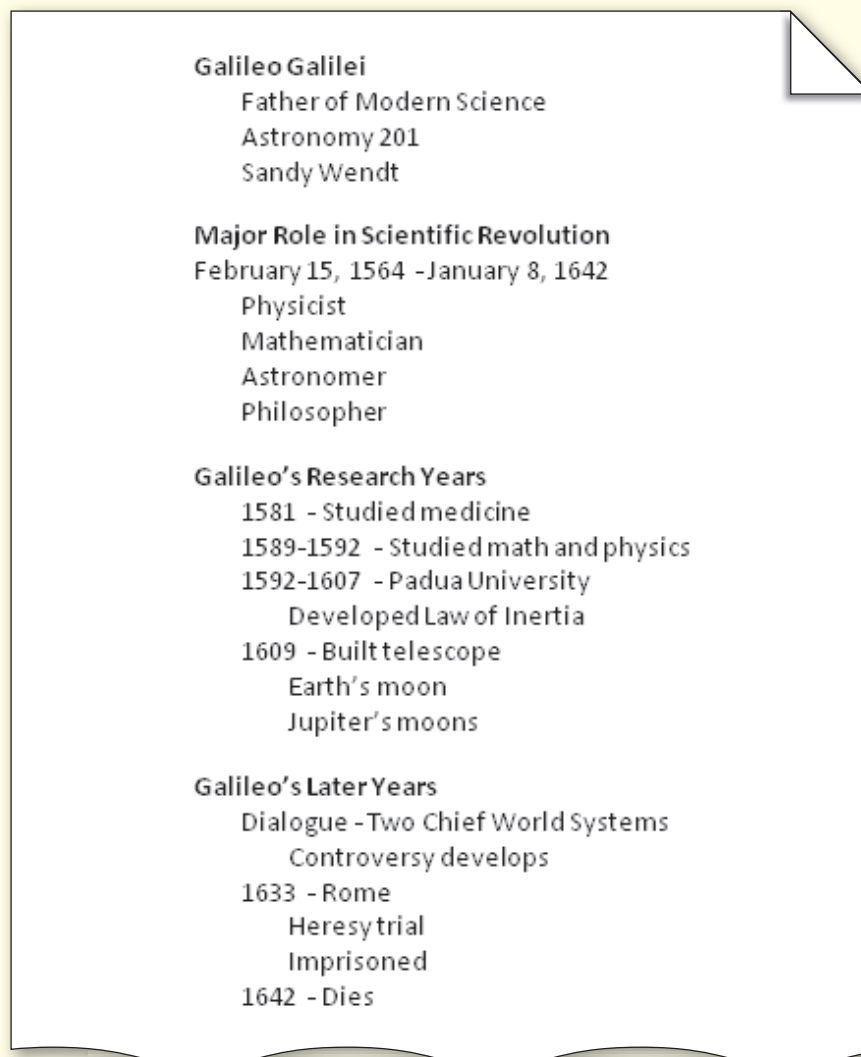 Galileo Galilei
Father of Modern Science
Astronomy 201
Sandy Wendt
Major Role in Scientific Revolution
February 15, 1564 - January 8, 1642
Physicist
Mathematician
Astronomer
Philosopher
Galileo's Research Years
1581 - Studied medicine
1589-1592 - Studied math and physics
1592-1607 - Padua University
Developed Law of Inertia
1609 - Built telescope
Earth's moon
Jupiter's moons
Galileo's Later Years
Dialogue - Two Chief World Systems
Controversy develops
1633 - Rome
Heresy trial
Imprisoned
1642 - Dies